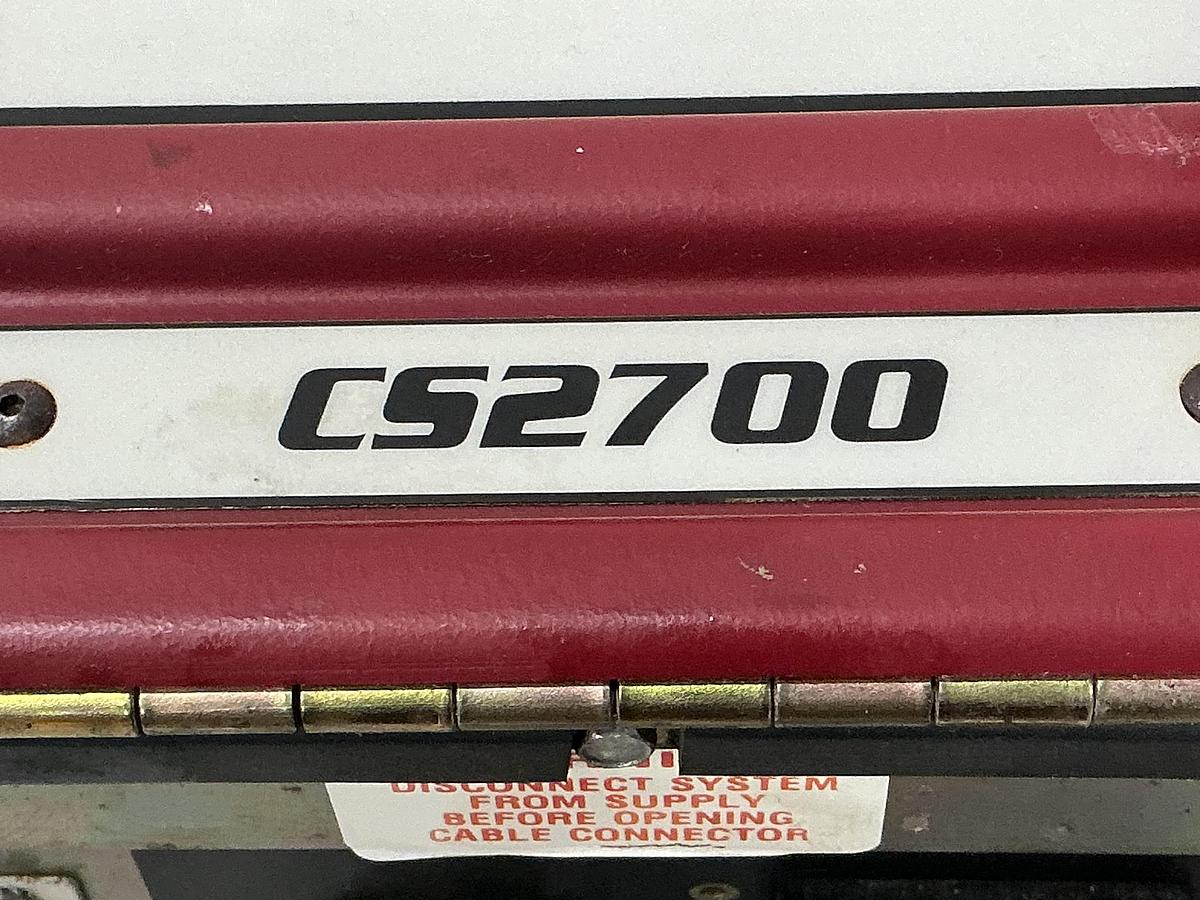 CS2700
DISCONNECT SYSTEM
FROM SUPPLY
BEFORE OPENING
CABLE CONNECTOR